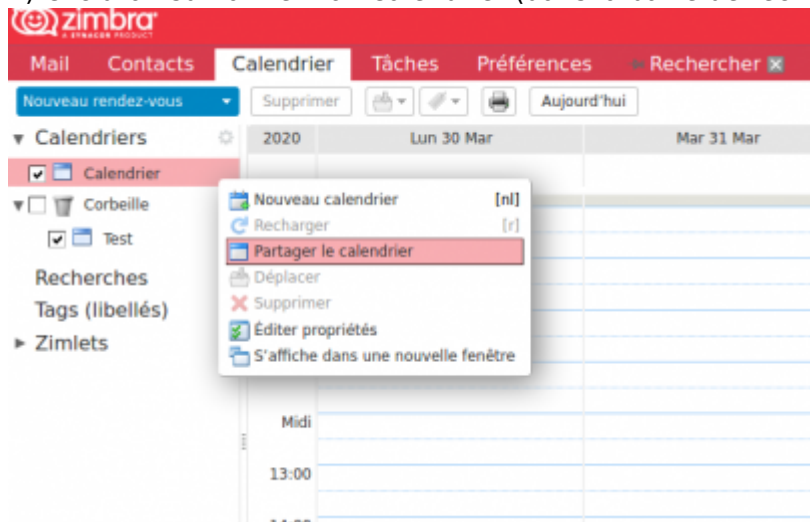 zimbra
A SYNACOR PRODUCT
Mail Contacts Calendrier Tâches Préférences Rechercher
Nouveau rendez-vous Supprimer Aujourd'hui
Calendriers 2020 Lun 30 Mar Mar 31 Mar
Calendrier
Corbeille
Test
Recherches
Tags (libellés)
Zimlets
Nouveau calendrier [nl]
Recharger [r]
Partager le calendrier
Déplacer
Supprimer
Éditer propriétés
S'affiche dans une nouvelle fenêtre
Midi
13:00